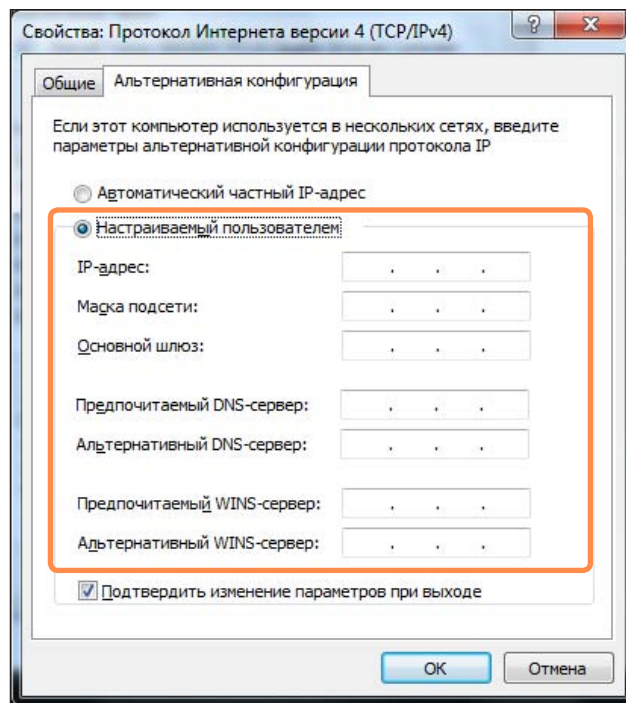 Свойства: Протокол Интернета версии 4 (TCP/IPv4)
Общие
Альтернативная конфигурация
Если этот компьютер используется в нескольких сетях, введите
параметры альтернативной конфигурации протокола IP
Автоматический частный IP-адрес
Настраиваемый пользователем
IP-адрес: . . .
Маска подсети: . . .
Основной шлюз: . . .
Предпочитаемый DNS-сервер: . . .
Альтернативный DNS-сервер: . . .
Предпочитаемый WINS-сервер: . . .
Альтернативный WINS-сервер: . . .
Подтвердить изменение параметров при выходе
ОК
Отмена